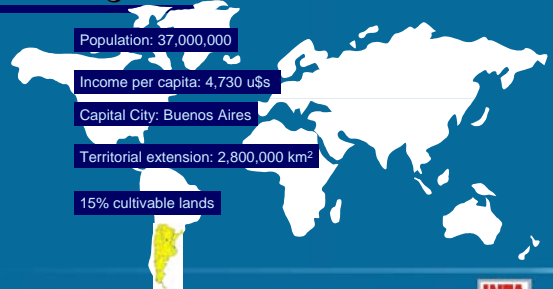 Population: 37,000,000
Income per capita: 4,730 u$s
Capital City: Buenos Aires
Territorial extension: 2,800,000 km²
15% cultivable lands
INTA